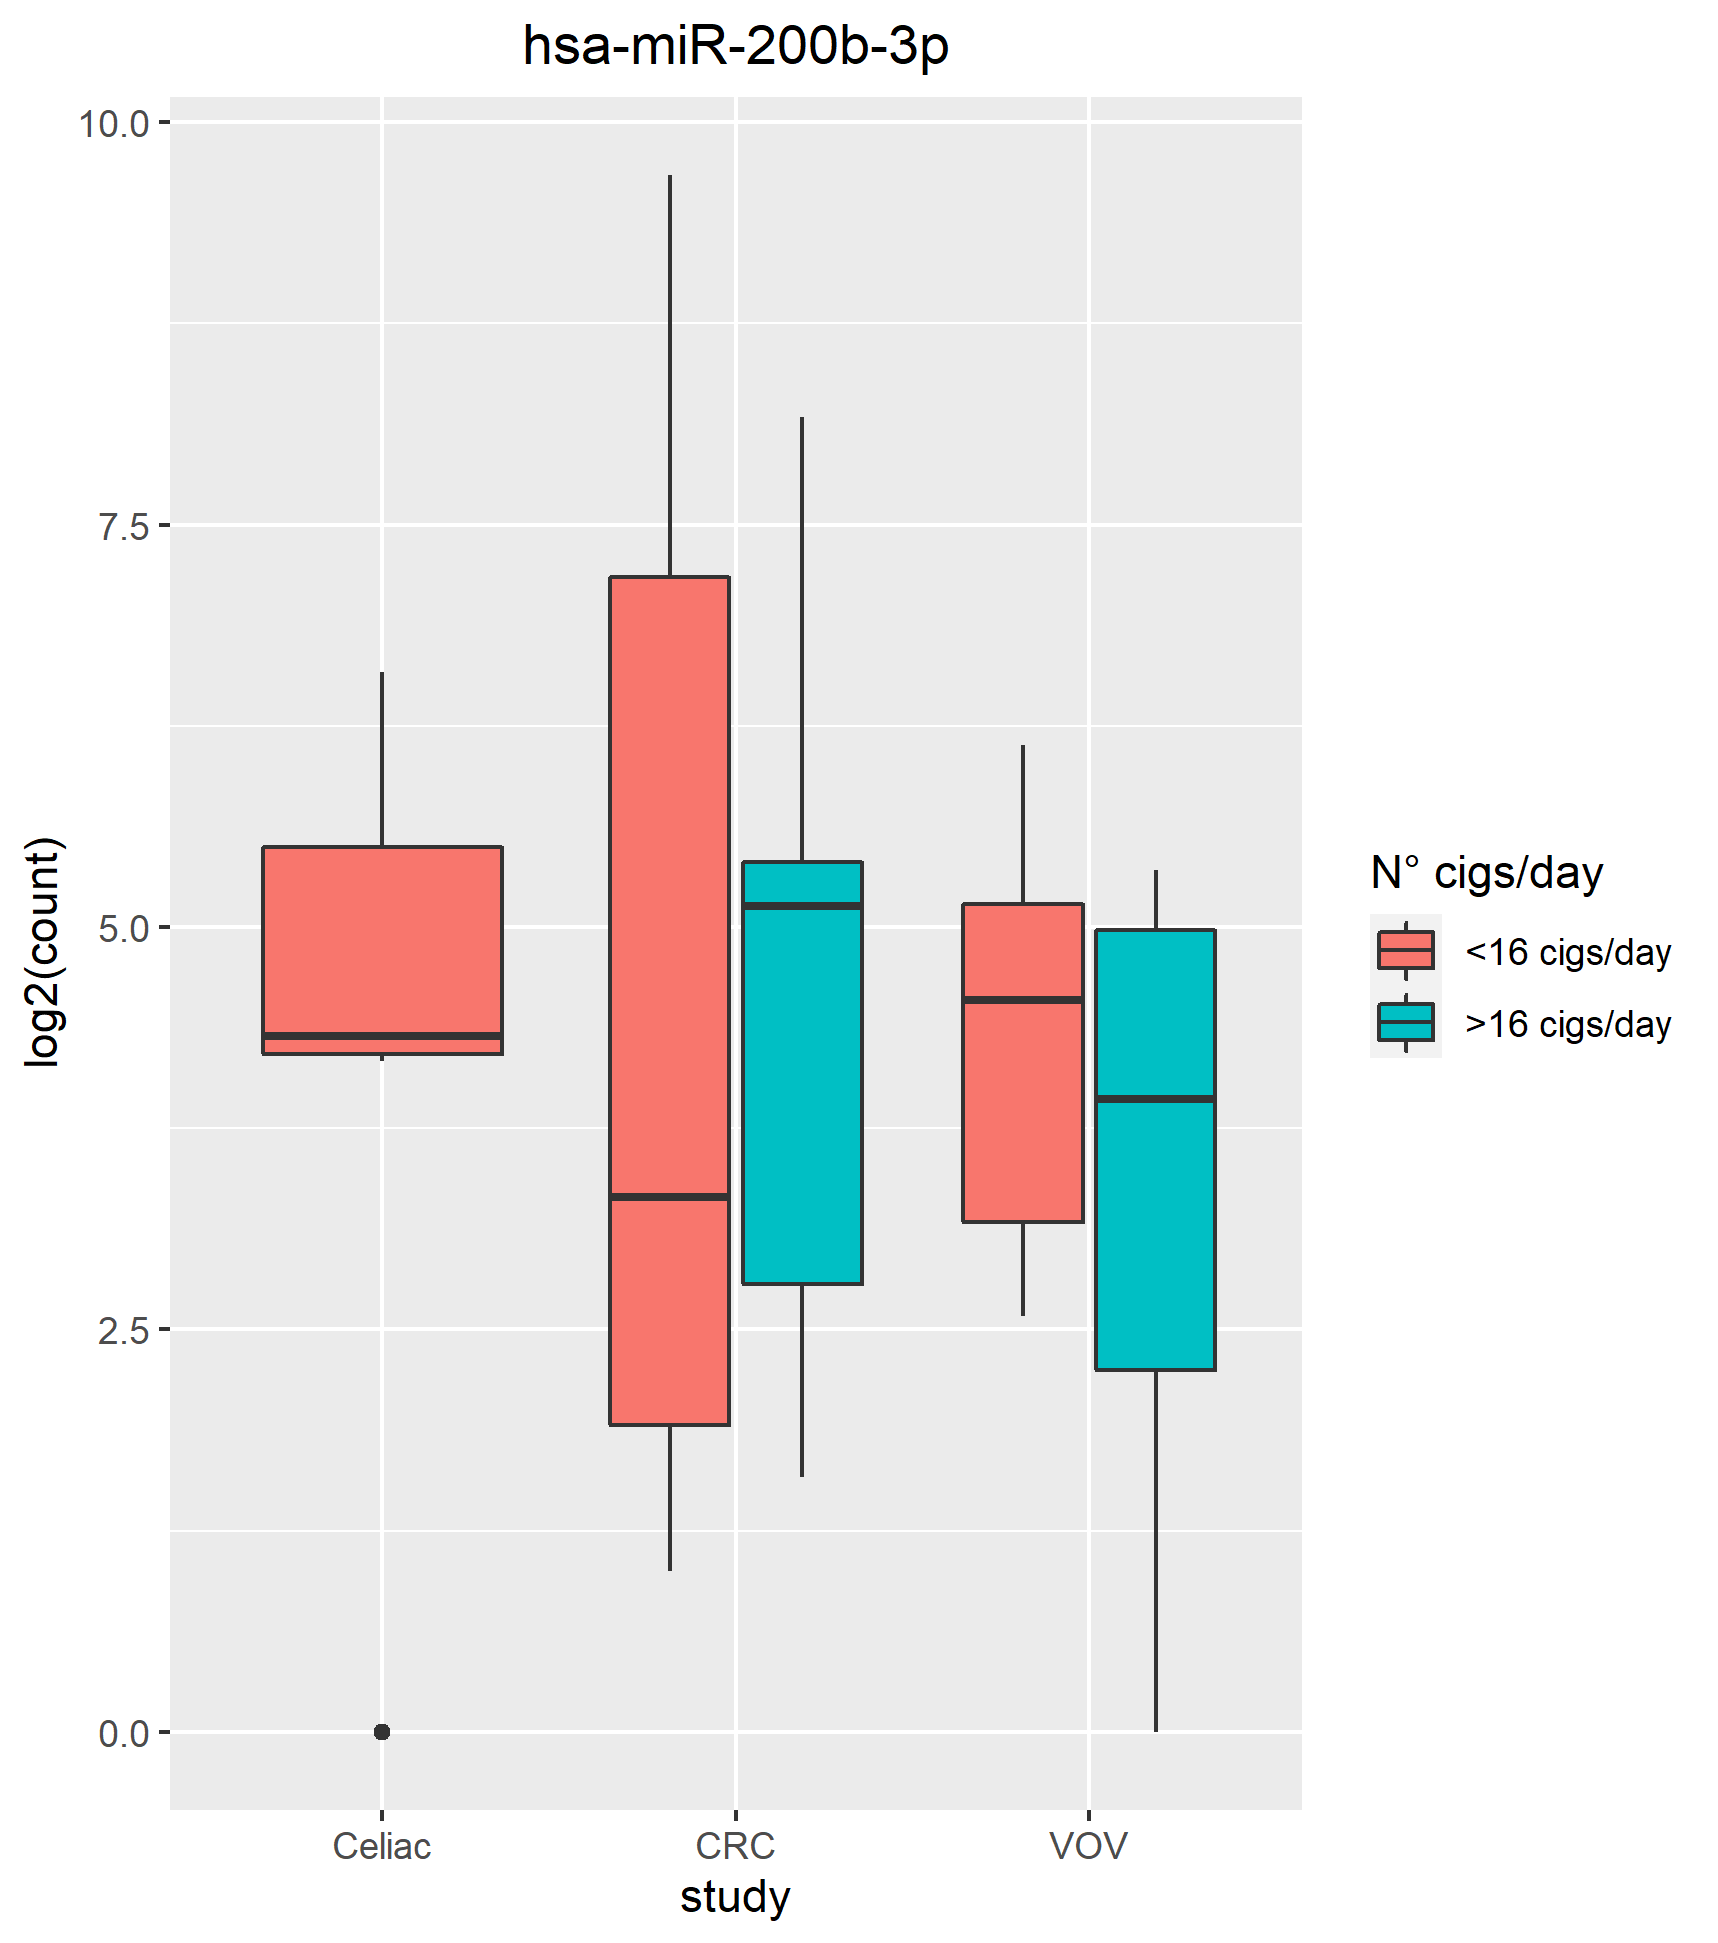 hsa-miR-200b-3p
10.0
7.5
5.0
2.5
0.0
log2(count)
Celiac
CRC
VOV
study
N° cigs/day
<16 cigs/day
>16 cigs/day